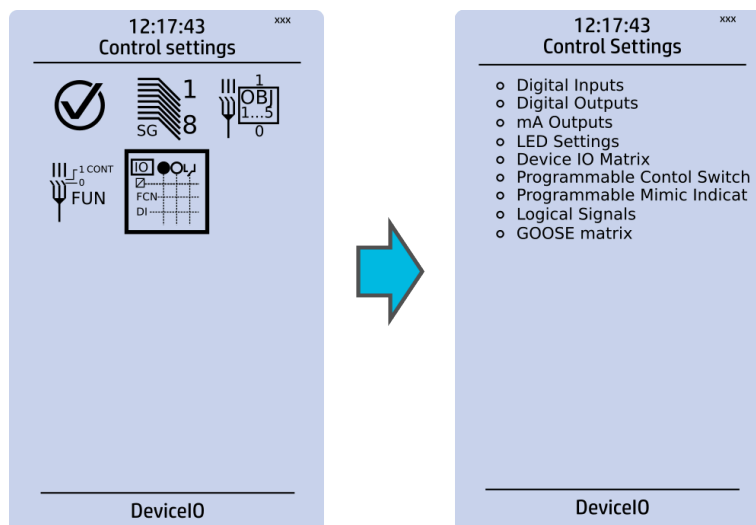 12:17:43
xxx
Control settings
SG
1
8
1
OBJ
1...5
0
1 CONT
0
FUN
IO
FCN
DI
DeviceIO
12:17:43
xxx
Control Settings
Digital Inputs
Digital Outputs
mA Outputs
LED Settings
Device IO Matrix
Programmable Contol Switch
Programmable Mimic Indicat
Logical Signals
GOOSE matrix
DeviceIO